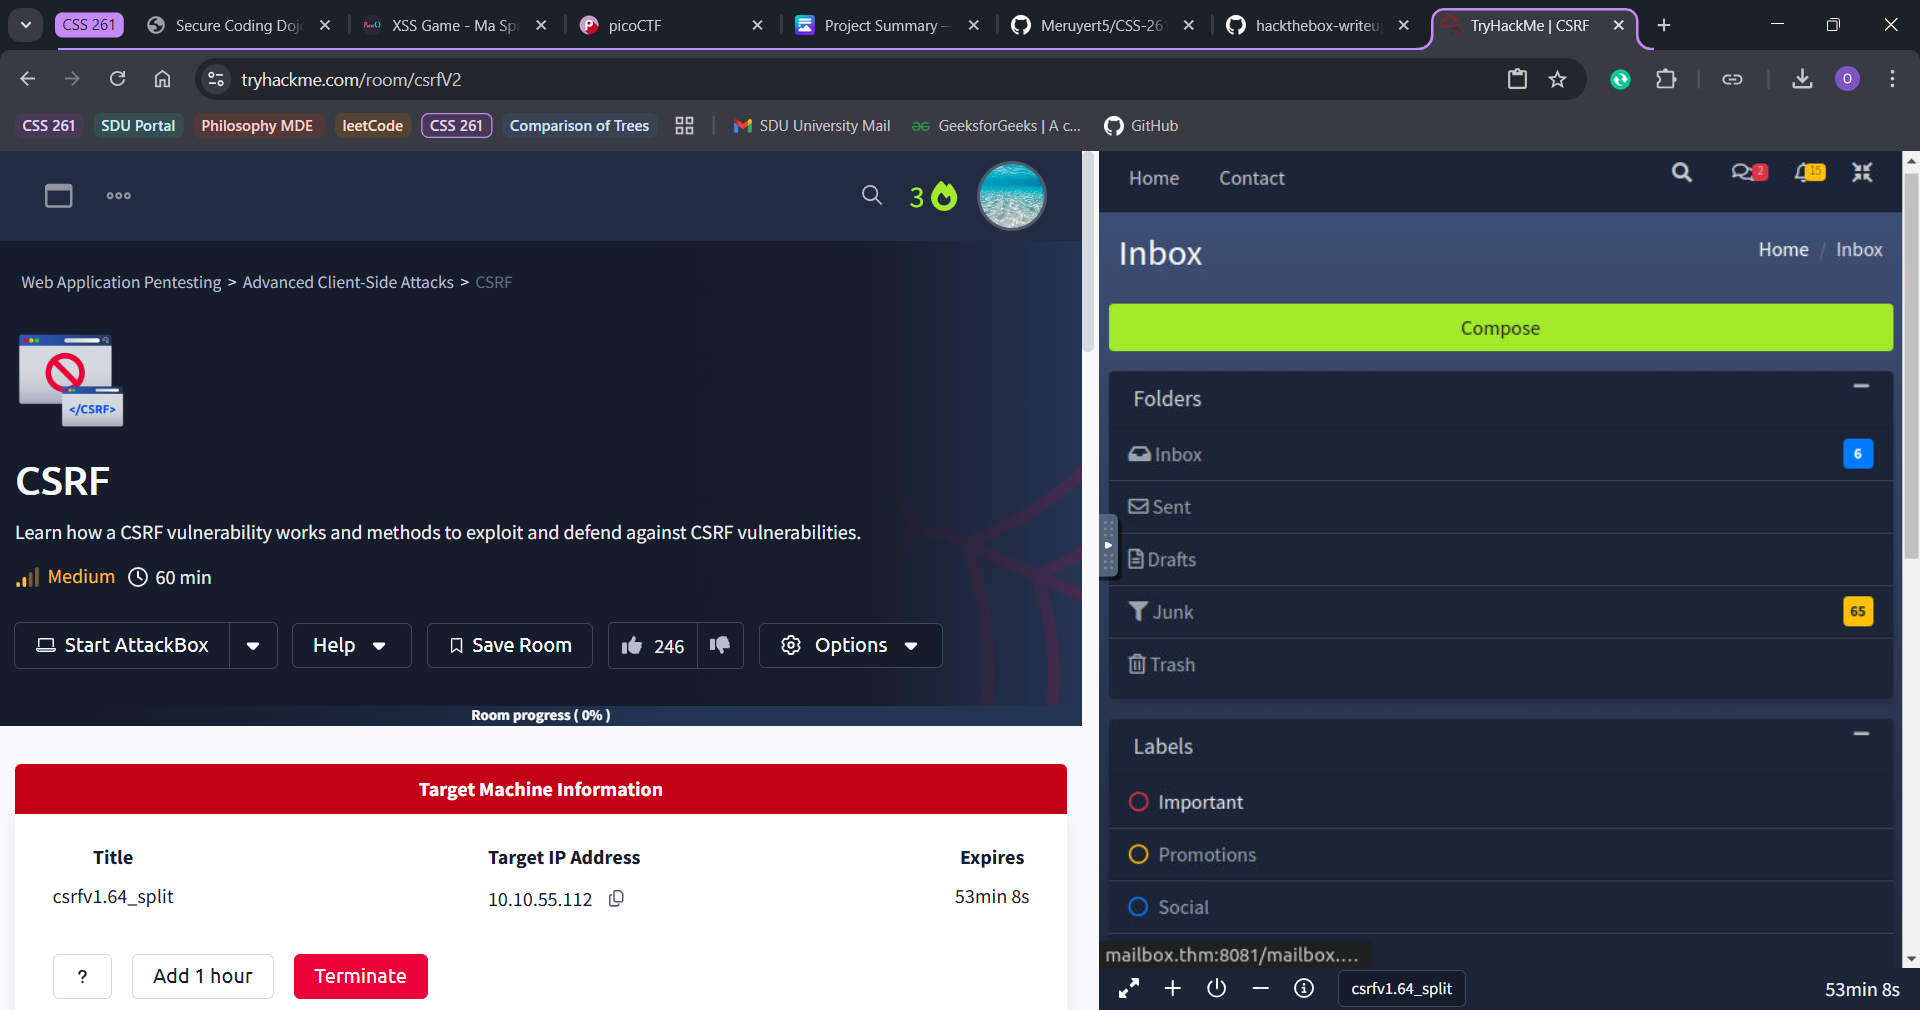 CSS 261
Secure Coding Doj
XSS Game - Ma Sp
picoCTF
Project Summary –
Meruyert5/CSS-261
hackthebox-writeu
TryHackMe | CSRF
tryhackme.com/room/csrfV2
O
CSS 261
SDU Portal
Philosophy MDE
leetCode
CSS 261
Comparison of Trees
SDU University Mail
GeeksforGeeks | A c...
GitHub
3
Web Application Pentesting > Advanced Client-Side Attacks > CSRF
</CSRF>
CSRF
Learn how a CSRF vulnerability works and methods to exploit and defend against CSRF vulnerabilities.
Medium
60 min
Start AttackBox
Help
Save Room
246
Options
Room progress ( 0% )
Target Machine Information
Title
Target IP Address
Expires
csrfv1.64_split
10.10.55.112
53min 8s
?
Add 1 hour
Terminate
Home
Contact
2
15
Inbox
Home / Inbox
Compose
Folders
Inbox
6
Sent
Drafts
Junk
65
Trash
Labels
Important
Promotions
Social
mailbox.thm:8081/mailbox....
csrfv1.64_split
53min 8s